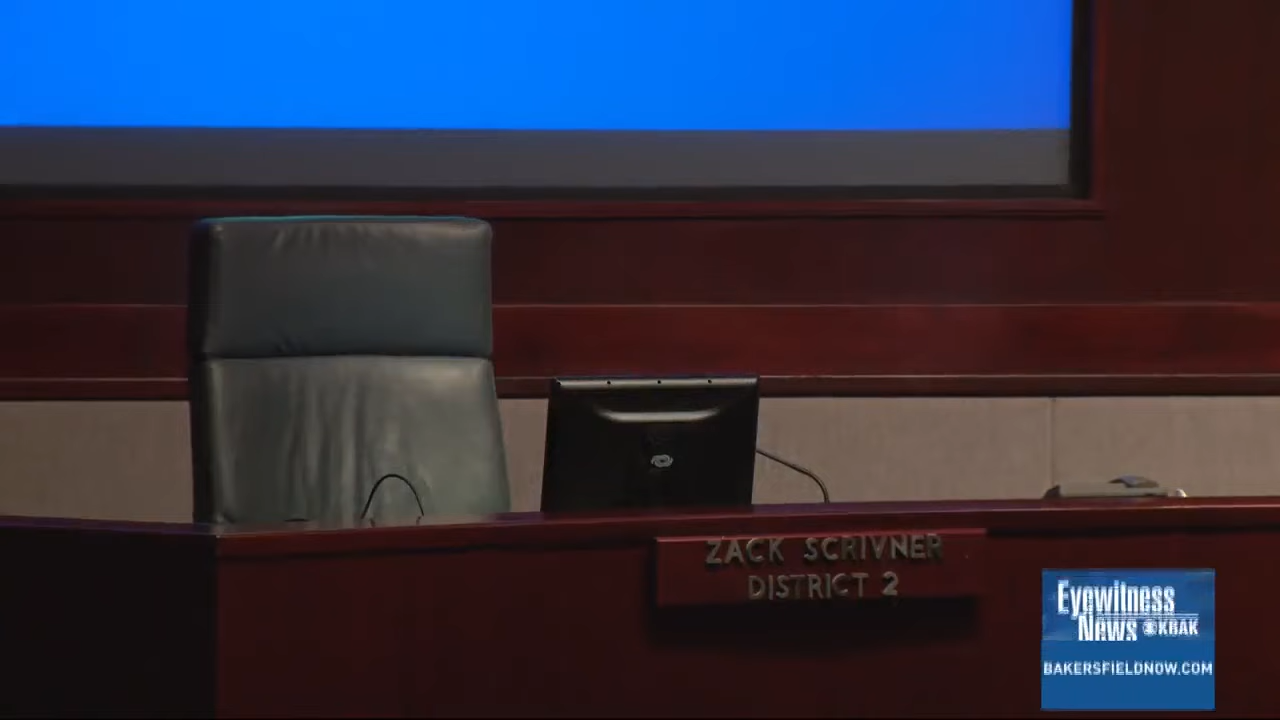 ZACK SCRIVNER
DISTRICT 2
Eyewitness
News KBAK
BAKERSFIELDNOW.COM